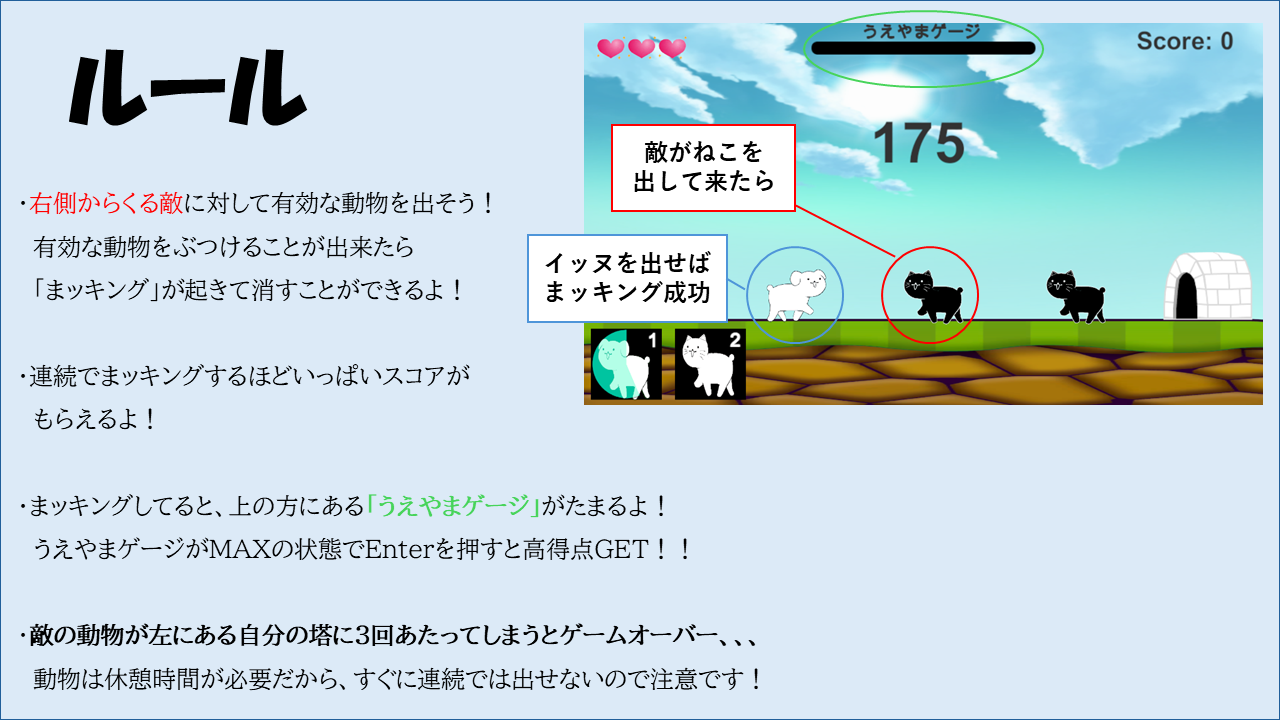 ルール
・右側からくる敵に対して有効な動物を出そう！
有効な動物をぶつけることが出来たら
「まッキング」が起きて消すことができるよ！
・連続でまッキングするほどいっぱいスコアが
もらえるよ！
・まッキングしてると、上の方にある「うえやまゲージ」がたまるよ！
うえやまゲージがMAXの状態でEnterを押すと高得点GET！！
・敵の動物が左にある自分の塔に3回あたってしまうとゲームオーバー、、、
動物は休憩時間が必要だから、すぐに連続では出せないので注意です！
うえやまゲージ
Score: 0
175
敵がねこを
出して来たら
イッヌを出せば
まッキング成功
1
2